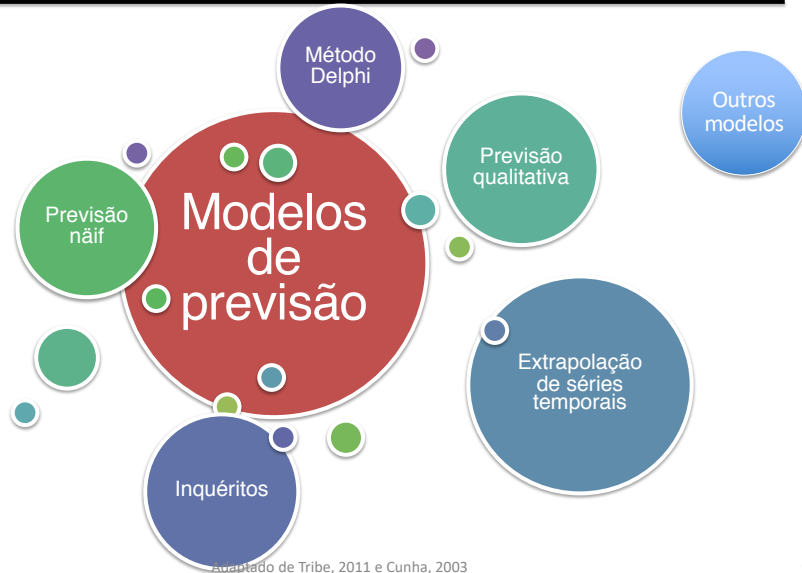 Método
Delphi
Outros
modelos
Previsão
qualitativa
Previsão
näif
Modelos
de
previsão
Extrapolação
de séries
temporais
Inquéritos
Adaptado de Tribe, 2011 e Cunha, 2003